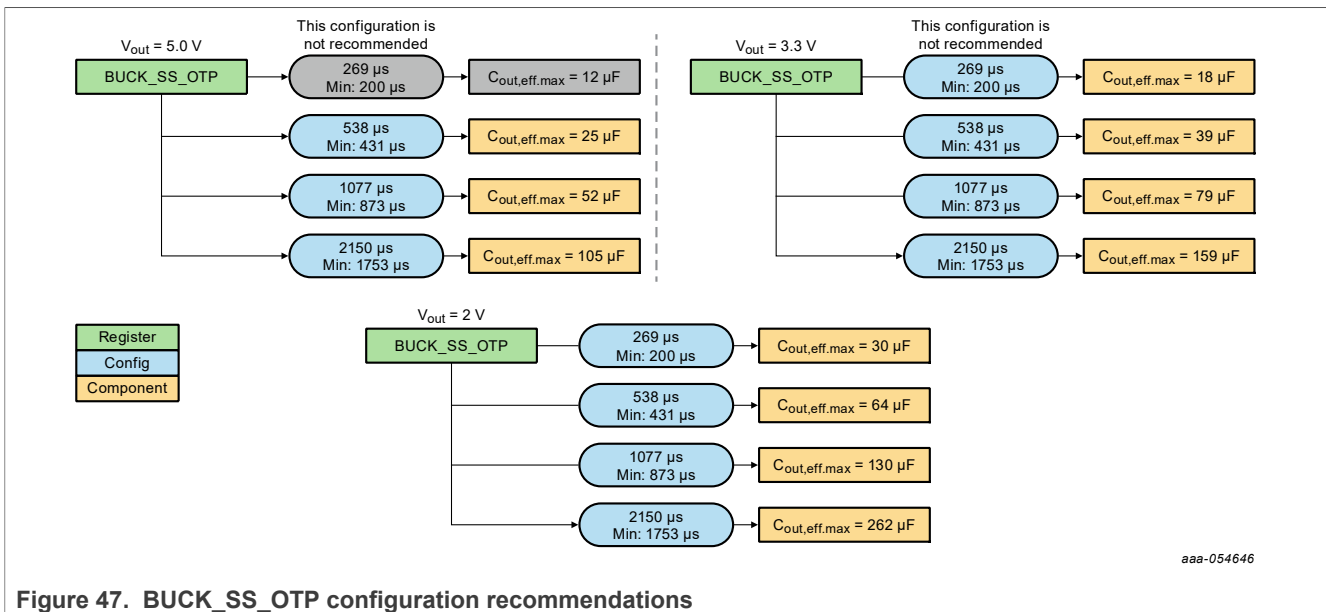 This configuration is
not recommended
V_out = 5.0 V
BUCK_SS_OTP
269 µs
Min: 200 µs
C_out,eff.max = 12 µF
538 µs
Min: 431 µs
C_out,eff.max = 25 µF
1077 µs
Min: 873 µs
C_out,eff.max = 52 µF
2150 µs
Min: 1753 µs
C_out,eff.max = 105 µF
This configuration is
not recommended
V_out = 3.3 V
BUCK_SS_OTP
269 µs
Min: 200 µs
C_out,eff.max = 18 µF
538 µs
Min: 431 µs
C_out,eff.max = 39 µF
1077 µs
Min: 873 µs
C_out,eff.max = 79 µF
2150 µs
Min: 1753 µs
C_out,eff.max = 159 µF
Register
Config
Component
V_out = 2 V
BUCK_SS_OTP
269 µs
Min: 200 µs
C_out,eff.max = 30 µF
538 µs
Min: 431 µs
C_out,eff.max = 64 µF
1077 µs
Min: 873 µs
C_out,eff.max = 130 µF
2150 µs
Min: 1753 µs
C_out,eff.max = 262 µF
aaa-054646
Figure 47. BUCK_SS_OTP configuration recommendations